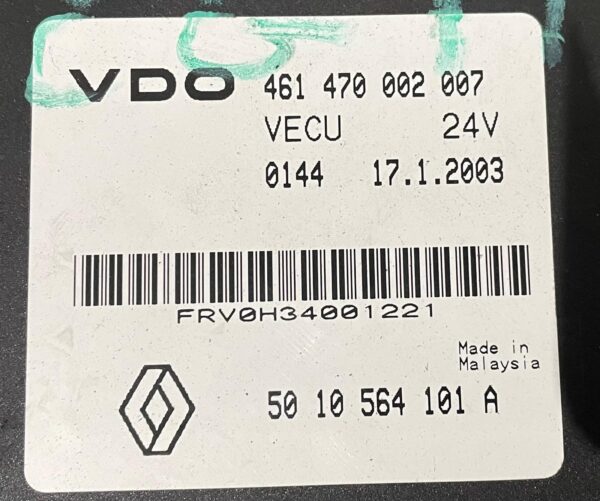 VDO 461 470 002 007
VECU 24V
0144 17.1.2003
FRV0H34001221
Made in
Malaysia
50 10 564 101 A